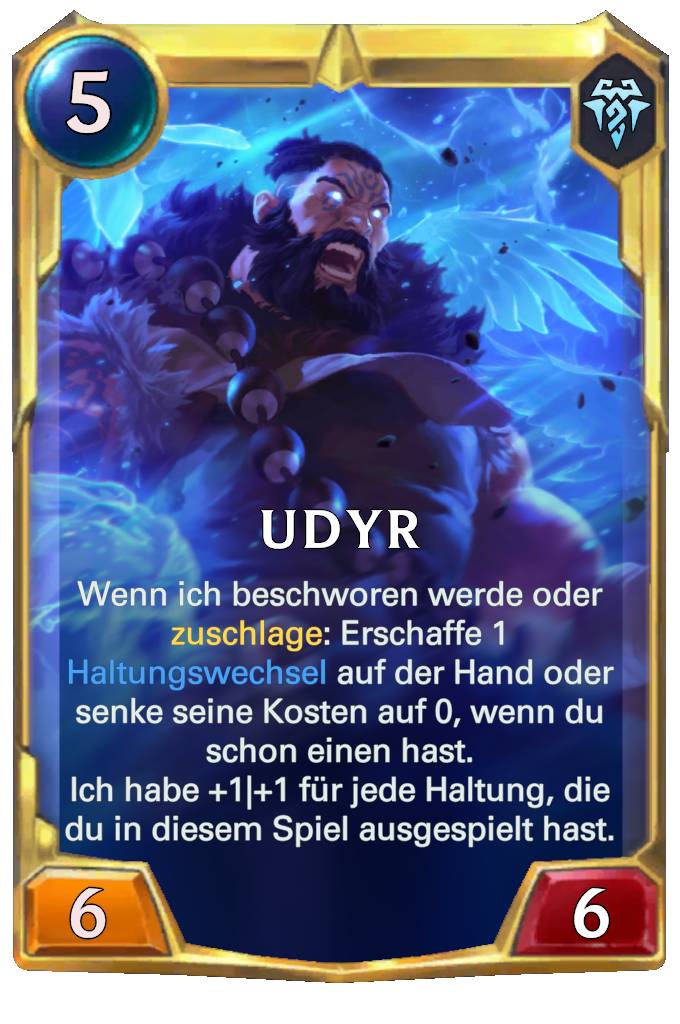 5
UDYR
Wenn ich beschworen werde oder
zuschlage: Erschaffe 1
Haltungswechsel auf der Hand oder
senke seine Kosten auf 0, wenn du
schon einen hast.
Ich habe +1|+1 für jede Haltung, die
du in diesem Spiel ausgespielt hast.
6
6